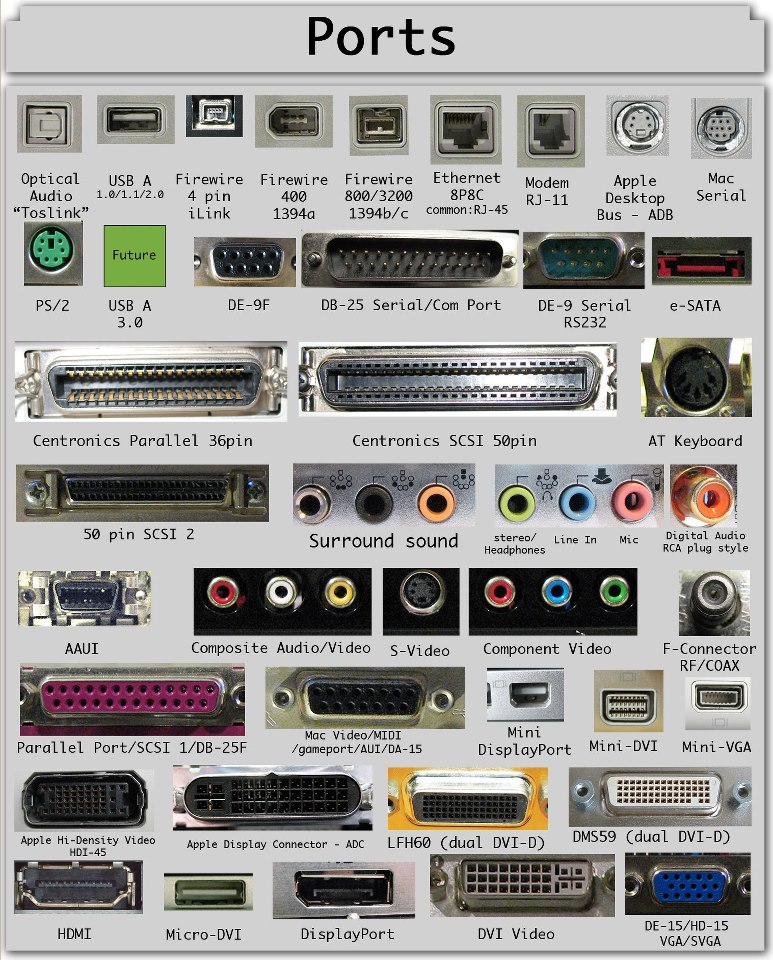 Ports
Optical
Audio
“Toslink”
USB A
1.0/1.1/2.0
Firewire
4 pin
iLink
Firewire
400
1394a
Firewire
800/3200
1394b/c
Ethernet
8P8C
common:RJ-45
Modem
RJ-11
Apple
Desktop
Bus - ADB
Mac
Serial
PS/2
Future
USB A
3.0
DE-9F
DB-25 Serial/Com Port
DE-9 Serial
RS232
e-SATA
Centronics Parallel 36pin
Centronics SCSI 50pin
AT Keyboard
50 pin SCSI 2
Surround sound
stereo/
Headphones
Line In
Mic
Digital Audio
RCA plug style
AAUI
Composite Audio/Video
S-Video
Component Video
F-Connector
RF/COAX
Parallel Port/SCSI 1/DB-25F
Mac Video/MIDI
/gameport/AUI/DA-15
Mini
DisplayPort
Mini-DVI
Mini-VGA
Apple Hi-Density Video
HDI-45
Apple Display Connector - ADC
LFH60 (dual DVI-D)
DMS59 (dual DVI-D)
HDMI
Micro-DVI
DisplayPort
DVI Video
DE-15/HD-15
VGA/SVGA